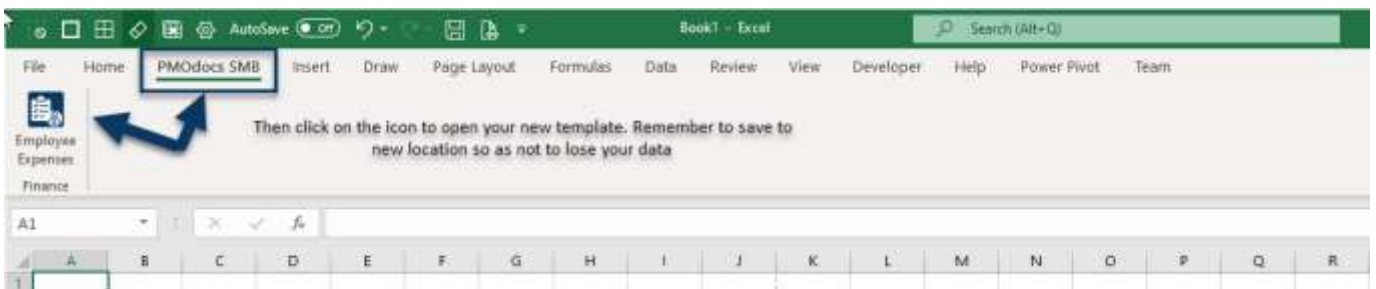 AutoSave Off Book1 - Excel Search (Alt+Q)
File Home PMOdocs SMB Insert Draw Page Layout Formulas Data Review View Developer Help Power Pivot Team
Then click on the icon to open your new template. Remember to save to
new location so as not to lose your data
Employee
Expenses
Finance
A1 fx
A B C D E F G H I J K L M N O P Q R
1